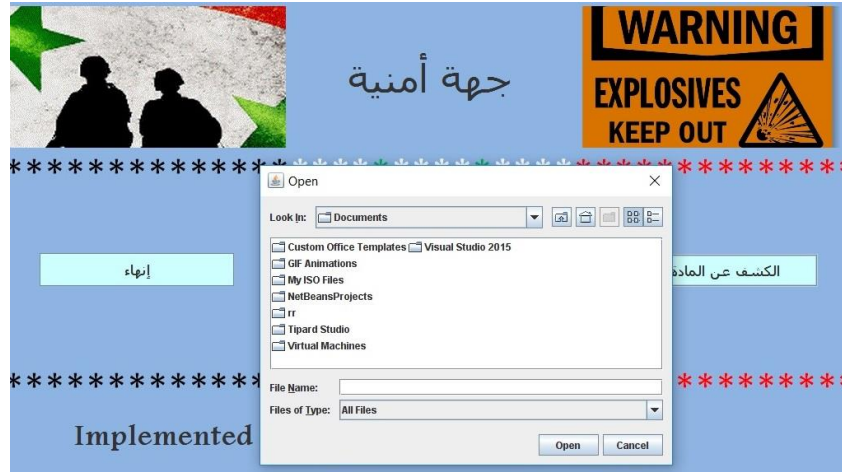 جهة أمنية
WARNING
EXPLOSIVES
KEEP OUT
Open
Look In:
Documents
Custom Office Templates
Visual Studio 2015
GIF Animations
My ISO Files
NetBeansProjects
rr
Tipard Studio
Virtual Machines
إنهاء
الكشف عن المادة
File Name:
Files of Type:
All Files
Open
Cancel
Implemented